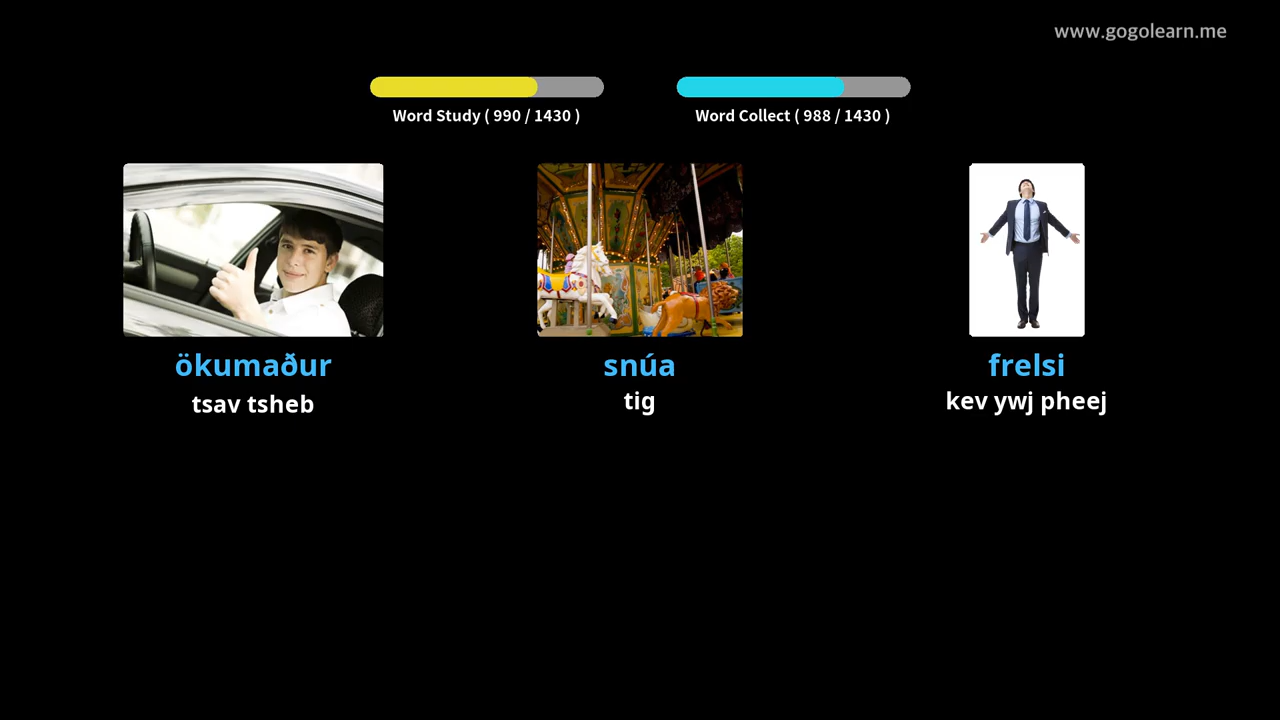 www.gogolearn.me
Word Study ( 990 / 1430 )
Word Collect ( 988 / 1430 )
ökumaður
snúa
frelsi
tsav tsheb
tig
kev ywj pheej